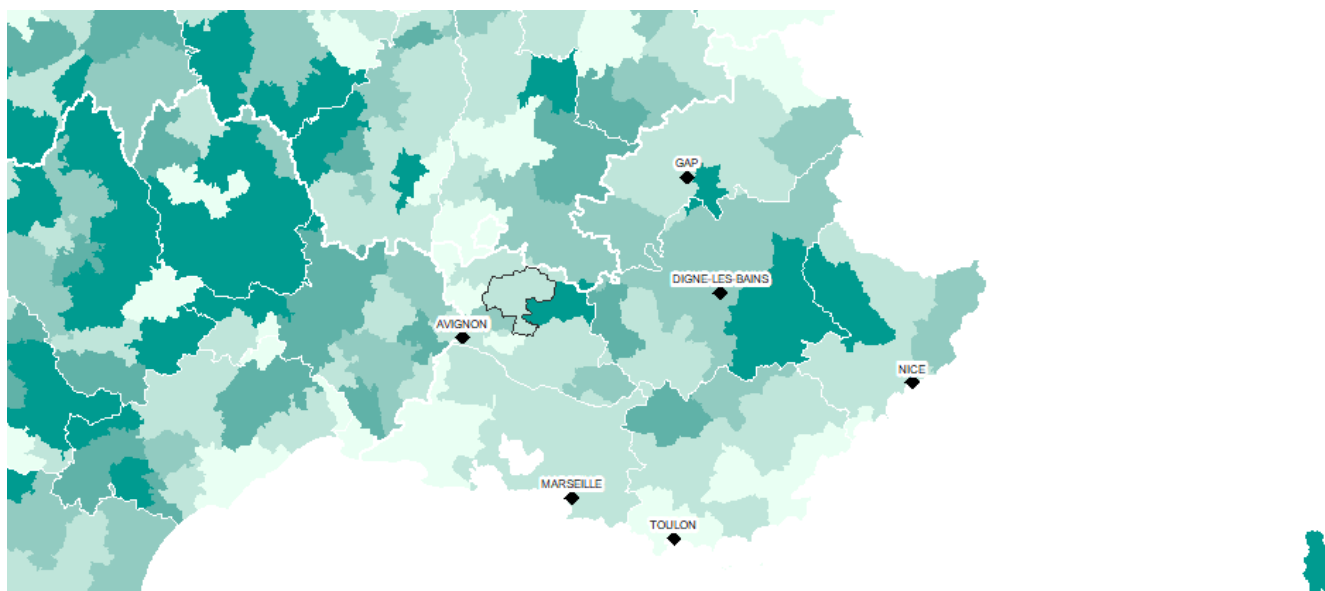 GAP
DIGNE-LES-BAINS
AVIGNON
NICE
MARSEILLE
TOULON